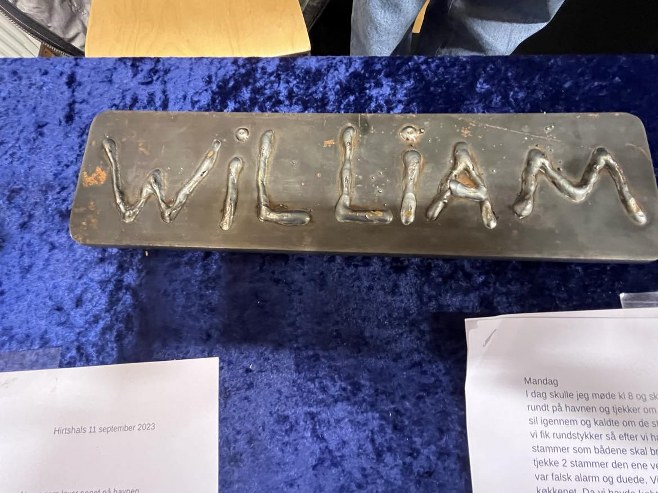 WiLLiAM
Hirtshals 11 september 2023
på havnen
Mandag
I dag skulle jeg møde kl 8 og
rundt på havnen og tjekker om
sil igennem og kaldte om de
vi fik rundstykker så efter vi
stammer som bådene skal
tjekke 2 stammer den ene
var falsk alarm og duede.
køkkenet. Da vi havde